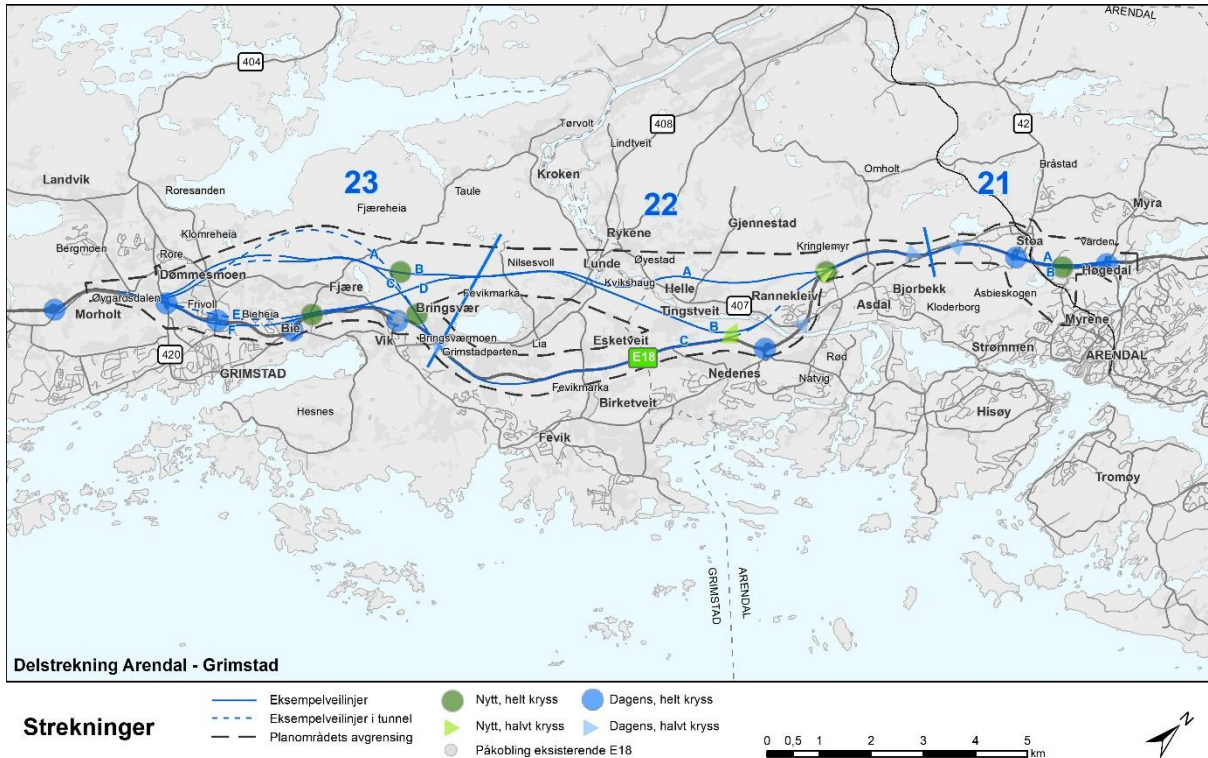 ARENDAL
404
408
42
Tørvolt
Lindtveit
Bråstad
Omholt
Landvik
Kroken
Roresanden
23
Taule
22
21
Fjæreheia
Myra
Gjennestad
Klomreheia
Rykene
Bergmoen
Rore
Kringlemyr
Stoa
Värden
A
Nilsesvoll
Lunde
Øyestad
A
Dømmesmoen
B
A
Høgedal
B
Kvikshaug
Helle
Fjære
C
D
Fevikmarka
Rannekleiv
Bjorbekk
Åsbieskogen
Øygardsdalen
Frivoll
Bringsvær
Tingstveit
407
Asdal
Kloderborg
Morholt
E
Bieheia
Myrene
F
Bie
Vik
Bringsværmoen
Lia
Esketveit
B
Strømmen
ARENDAL
420
Grimstadporten
C
Rød
GRIMSTAD
E18
Nedenes
Natvig
Fevikmarka
Hesnes
Birketveit
Hisøy
Fevik
Tromøy
GRIMSTAD
ARENDAL
Delstrekning Arendal - Grimstad
Strekninger
Eksempelveilinjer
Eksempelveilinjer i tunnel
Planområdets avgrensing
Nytt, helt kryss
Nytt, halvt kryss
Påkobling eksisterende E18
Dagens, helt kryss
Dagens, halvt kryss
0 0,5 1 2 3 4 5
km
N